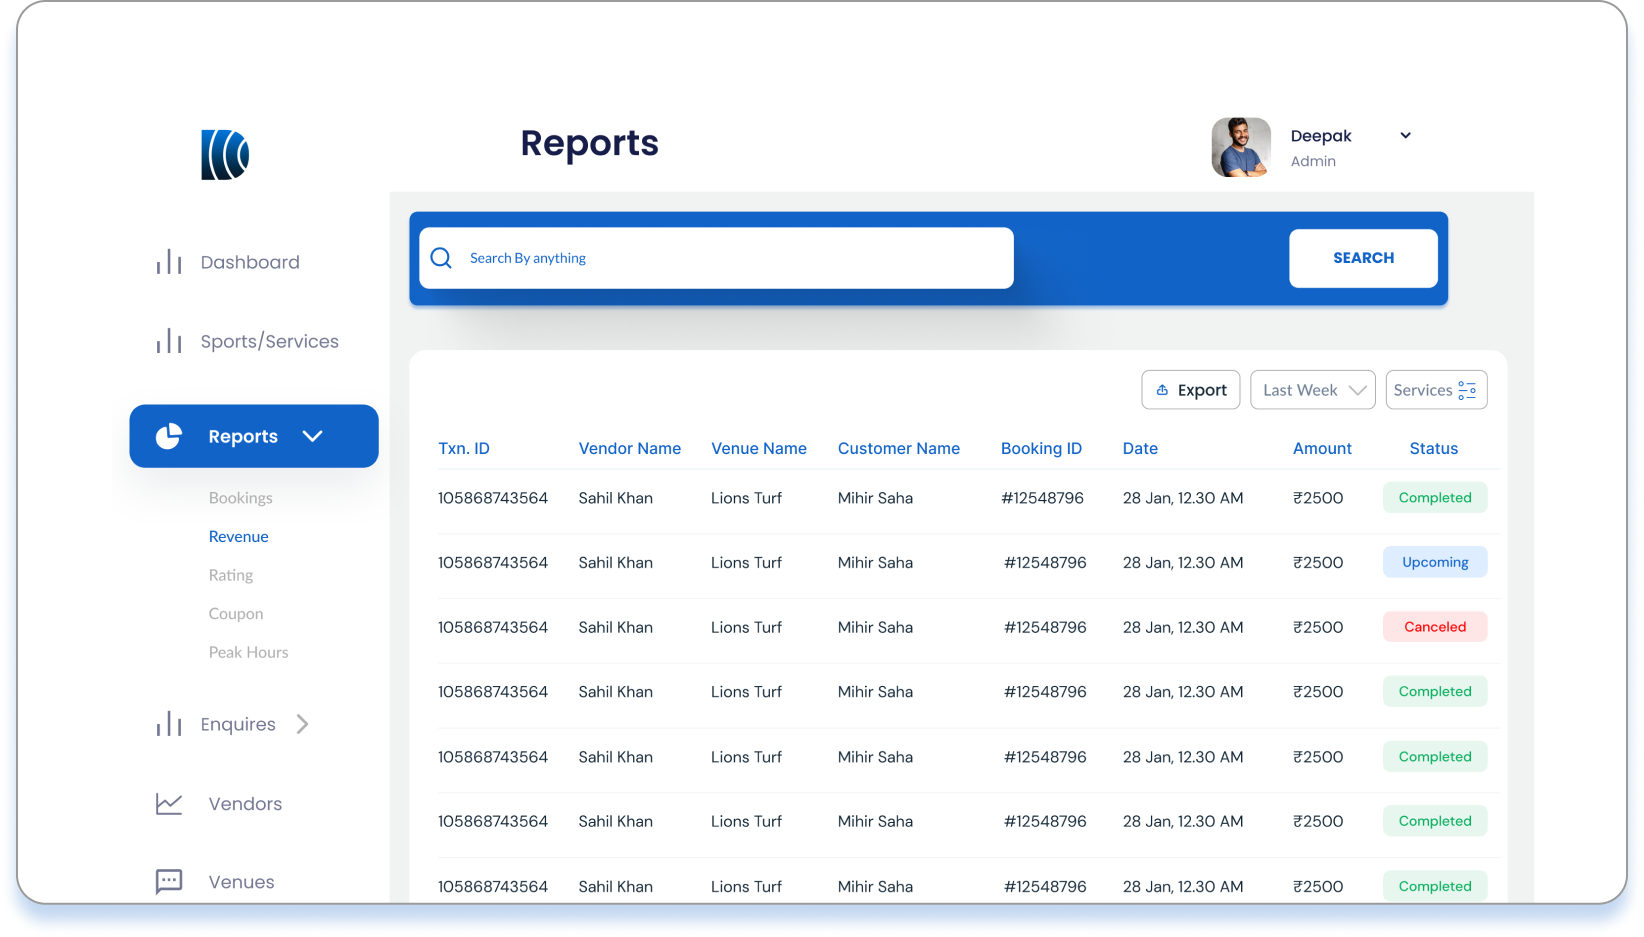 Reports
Deepak
Admin
Dashboard
Sports/Services
Reports
Bookings
Revenue
Rating
Coupon
Peak Hours
Enquires
Vendors
Venues
Search By anything
SEARCH
Export
Last Week
Services
Txn. ID Vendor Name Venue Name Customer Name Booking ID Date Amount Status
105868743564 Sahil Khan Lions Turf Mihir Saha #12548796 28 Jan, 12.30 AM ₹2500 Completed
105868743564 Sahil Khan Lions Turf Mihir Saha #12548796 28 Jan, 12.30 AM ₹2500 Upcoming
105868743564 Sahil Khan Lions Turf Mihir Saha #12548796 28 Jan, 12.30 AM ₹2500 Canceled
105868743564 Sahil Khan Lions Turf Mihir Saha #12548796 28 Jan, 12.30 AM ₹2500 Completed
105868743564 Sahil Khan Lions Turf Mihir Saha #12548796 28 Jan, 12.30 AM ₹2500 Completed
105868743564 Sahil Khan Lions Turf Mihir Saha #12548796 28 Jan, 12.30 AM ₹2500 Completed
105868743564 Sahil Khan Lions Turf Mihir Saha #12548796 28 Jan, 12.30 AM ₹2500 Completed